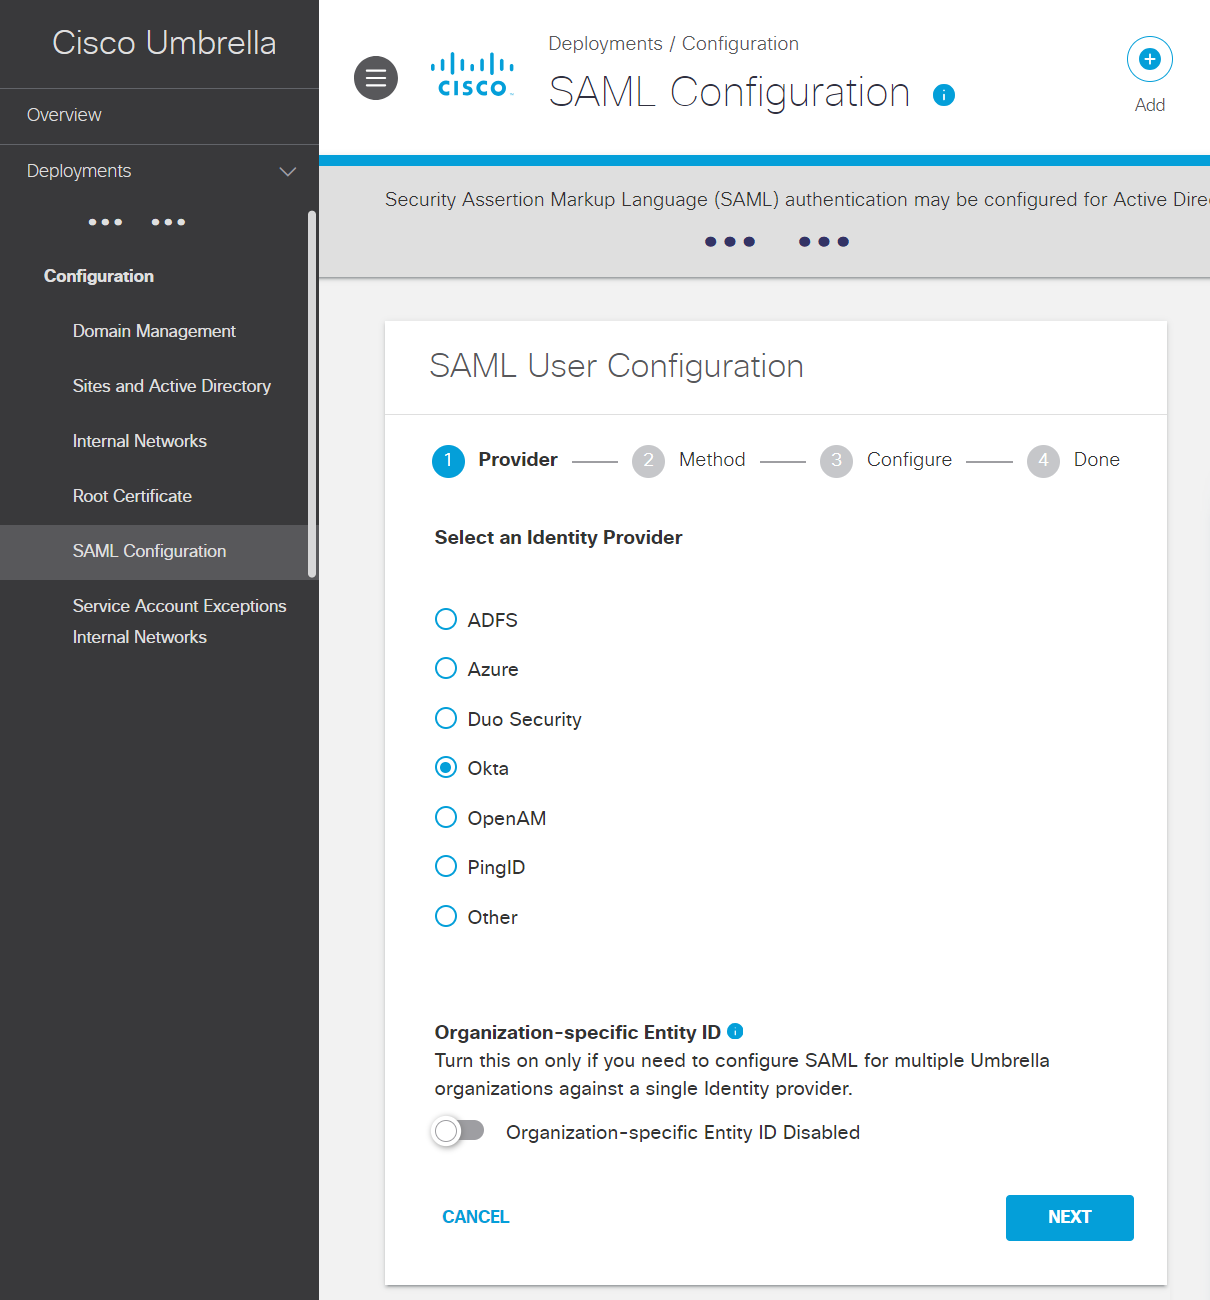 Cisco Umbrella
Overview
Deployments
Configuration
Domain Management
Sites and Active Directory
Internal Networks
Root Certificate
SAML Configuration
Service Account Exceptions
Internal Networks
CISCO
Deployments / Configuration
SAML Configuration
Add
Security Assertion Markup Language (SAML) authentication may be configured for Active Dire
SAML User Configuration
1 Provider 2 Method 3 Configure 4 Done
Select an Identity Provider
ADFS
Azure
Duo Security
Okta
OpenAM
PingID
Other
Organization-specific Entity ID
Turn this on only if you need to configure SAML for multiple Umbrella
organizations against a single Identity provider.
Organization-specific Entity ID Disabled
CANCEL
NEXT